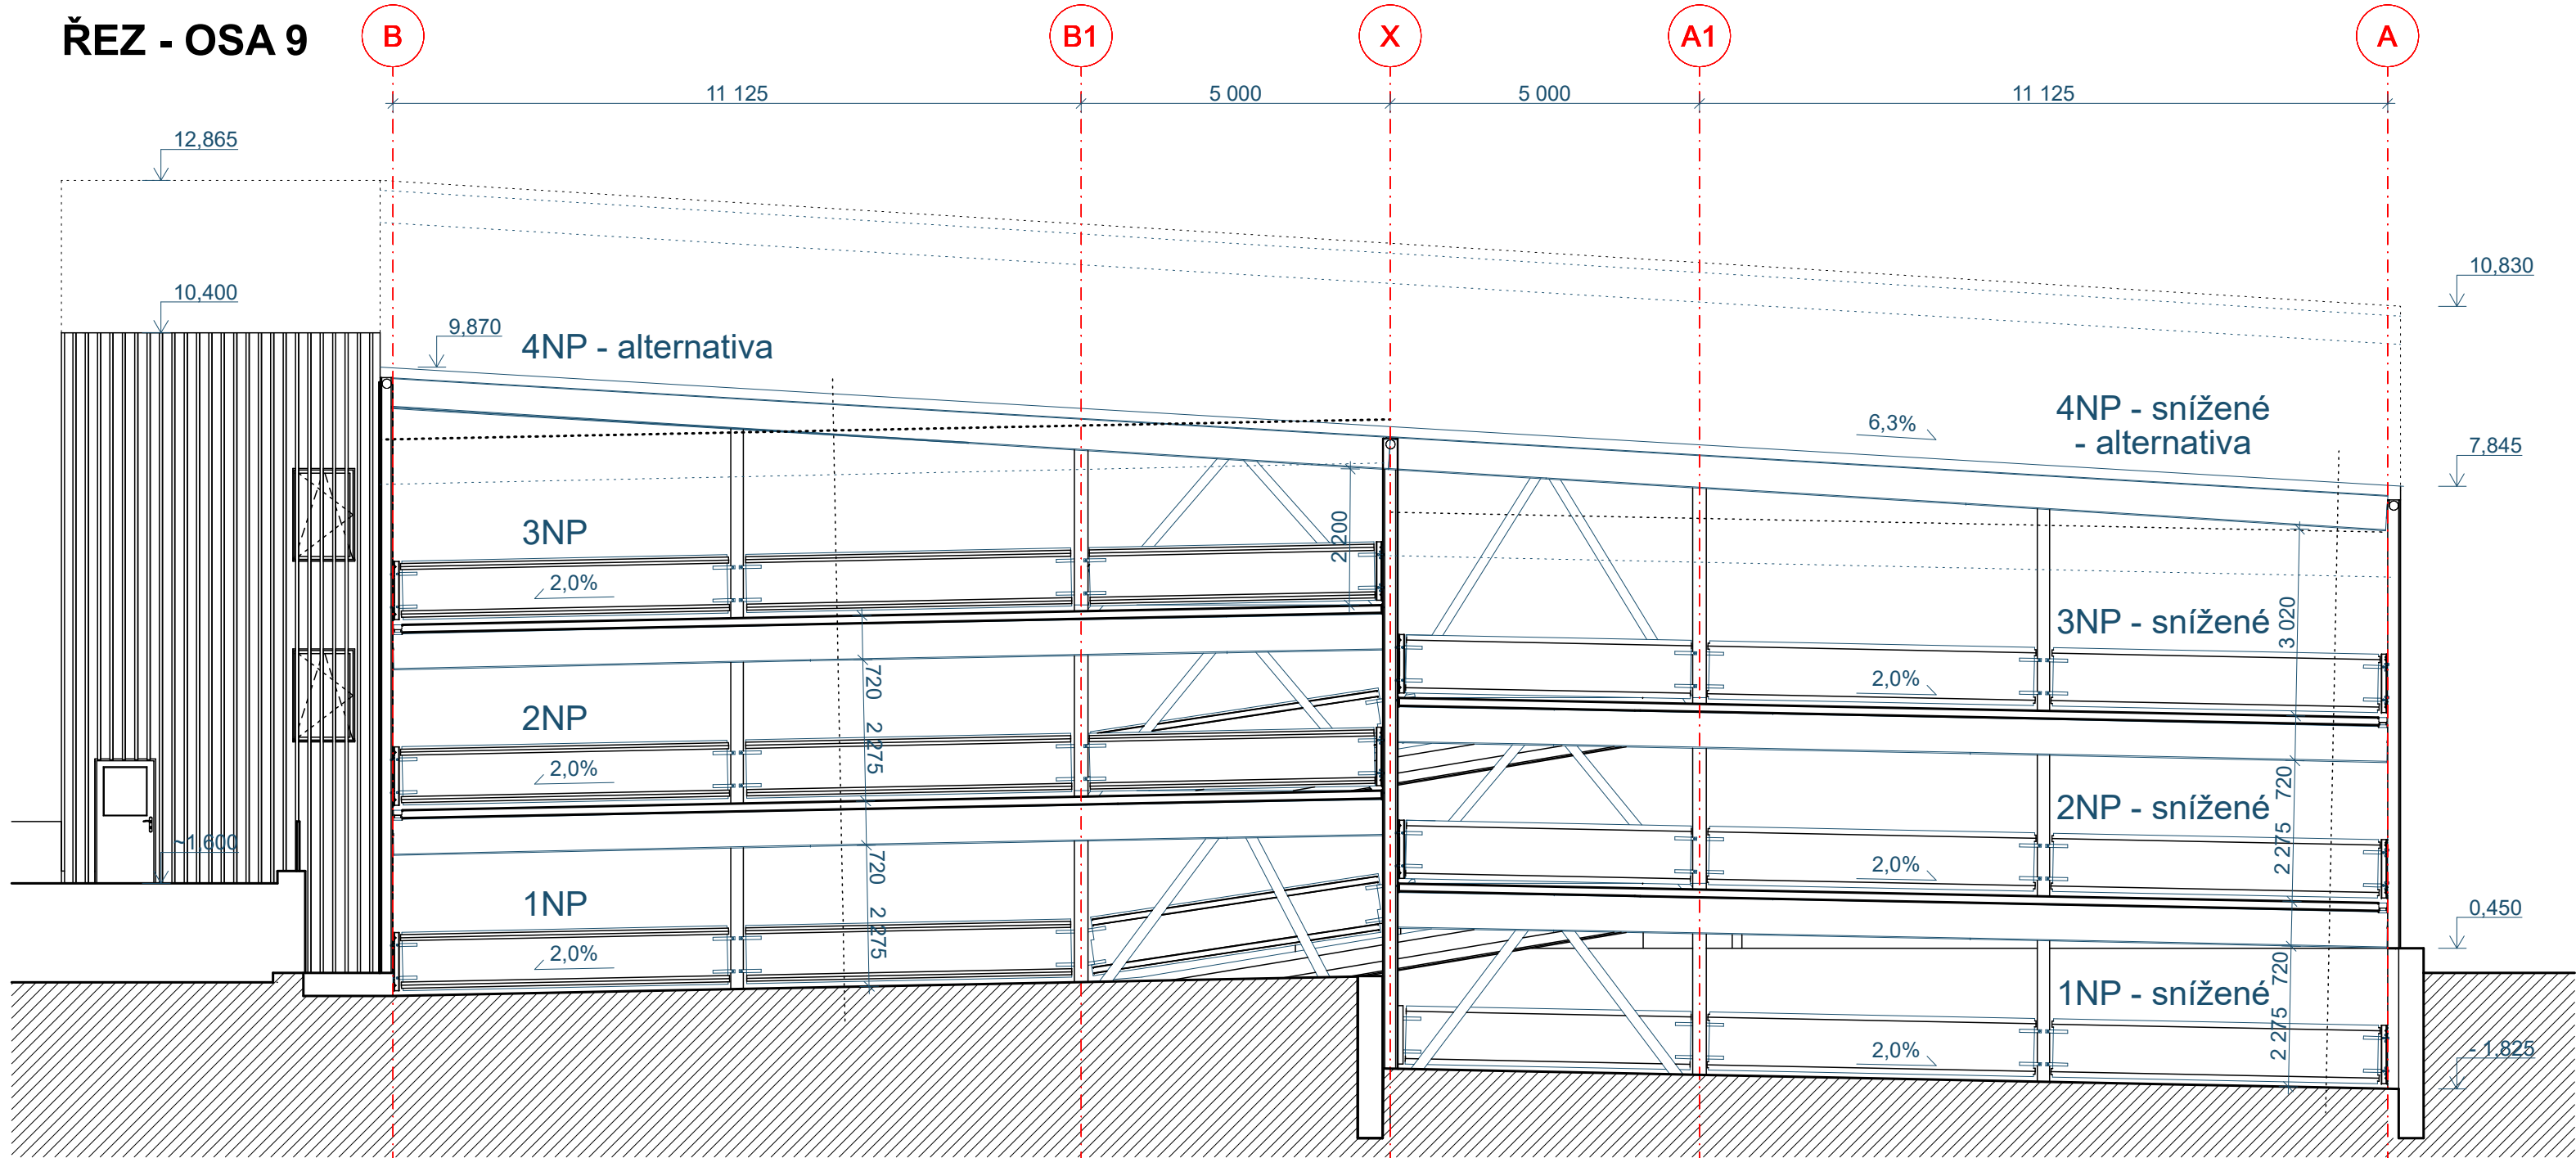 ŘEZ - OSA 9
B
B1
X
A1
A
11 125
5 000
5 000
11 125
12,865
10,830
10,400
9,870
4NP - alternativa
6,3%
4NP - snížené
- alternativa
7,845
3NP
2,0%
2 200
3NP - snížené
3 020
2,0%
720
2NP
2 275
2,0%
720
2NP - snížené
2 275
2,0%
~1,600
720
1NP
2 275
2,0%
0,450
720
1NP - snížené
2 275
2,0%
- 1,825